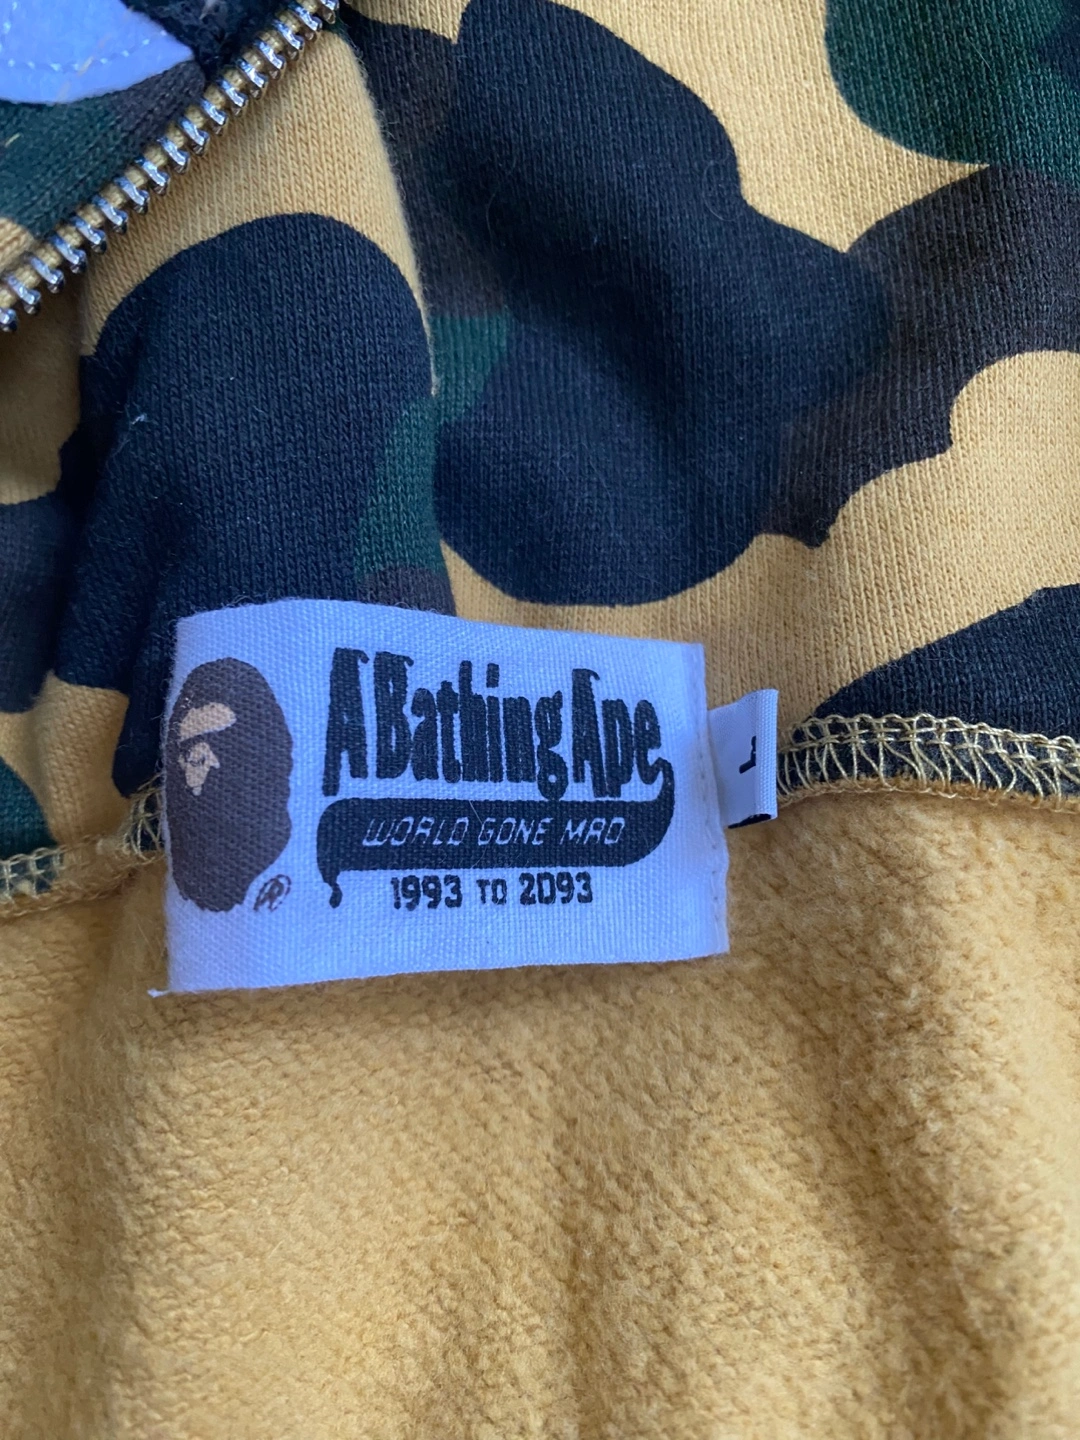 A Bathing Ape
WORLD GONE MAD
1993 TO 2093
L